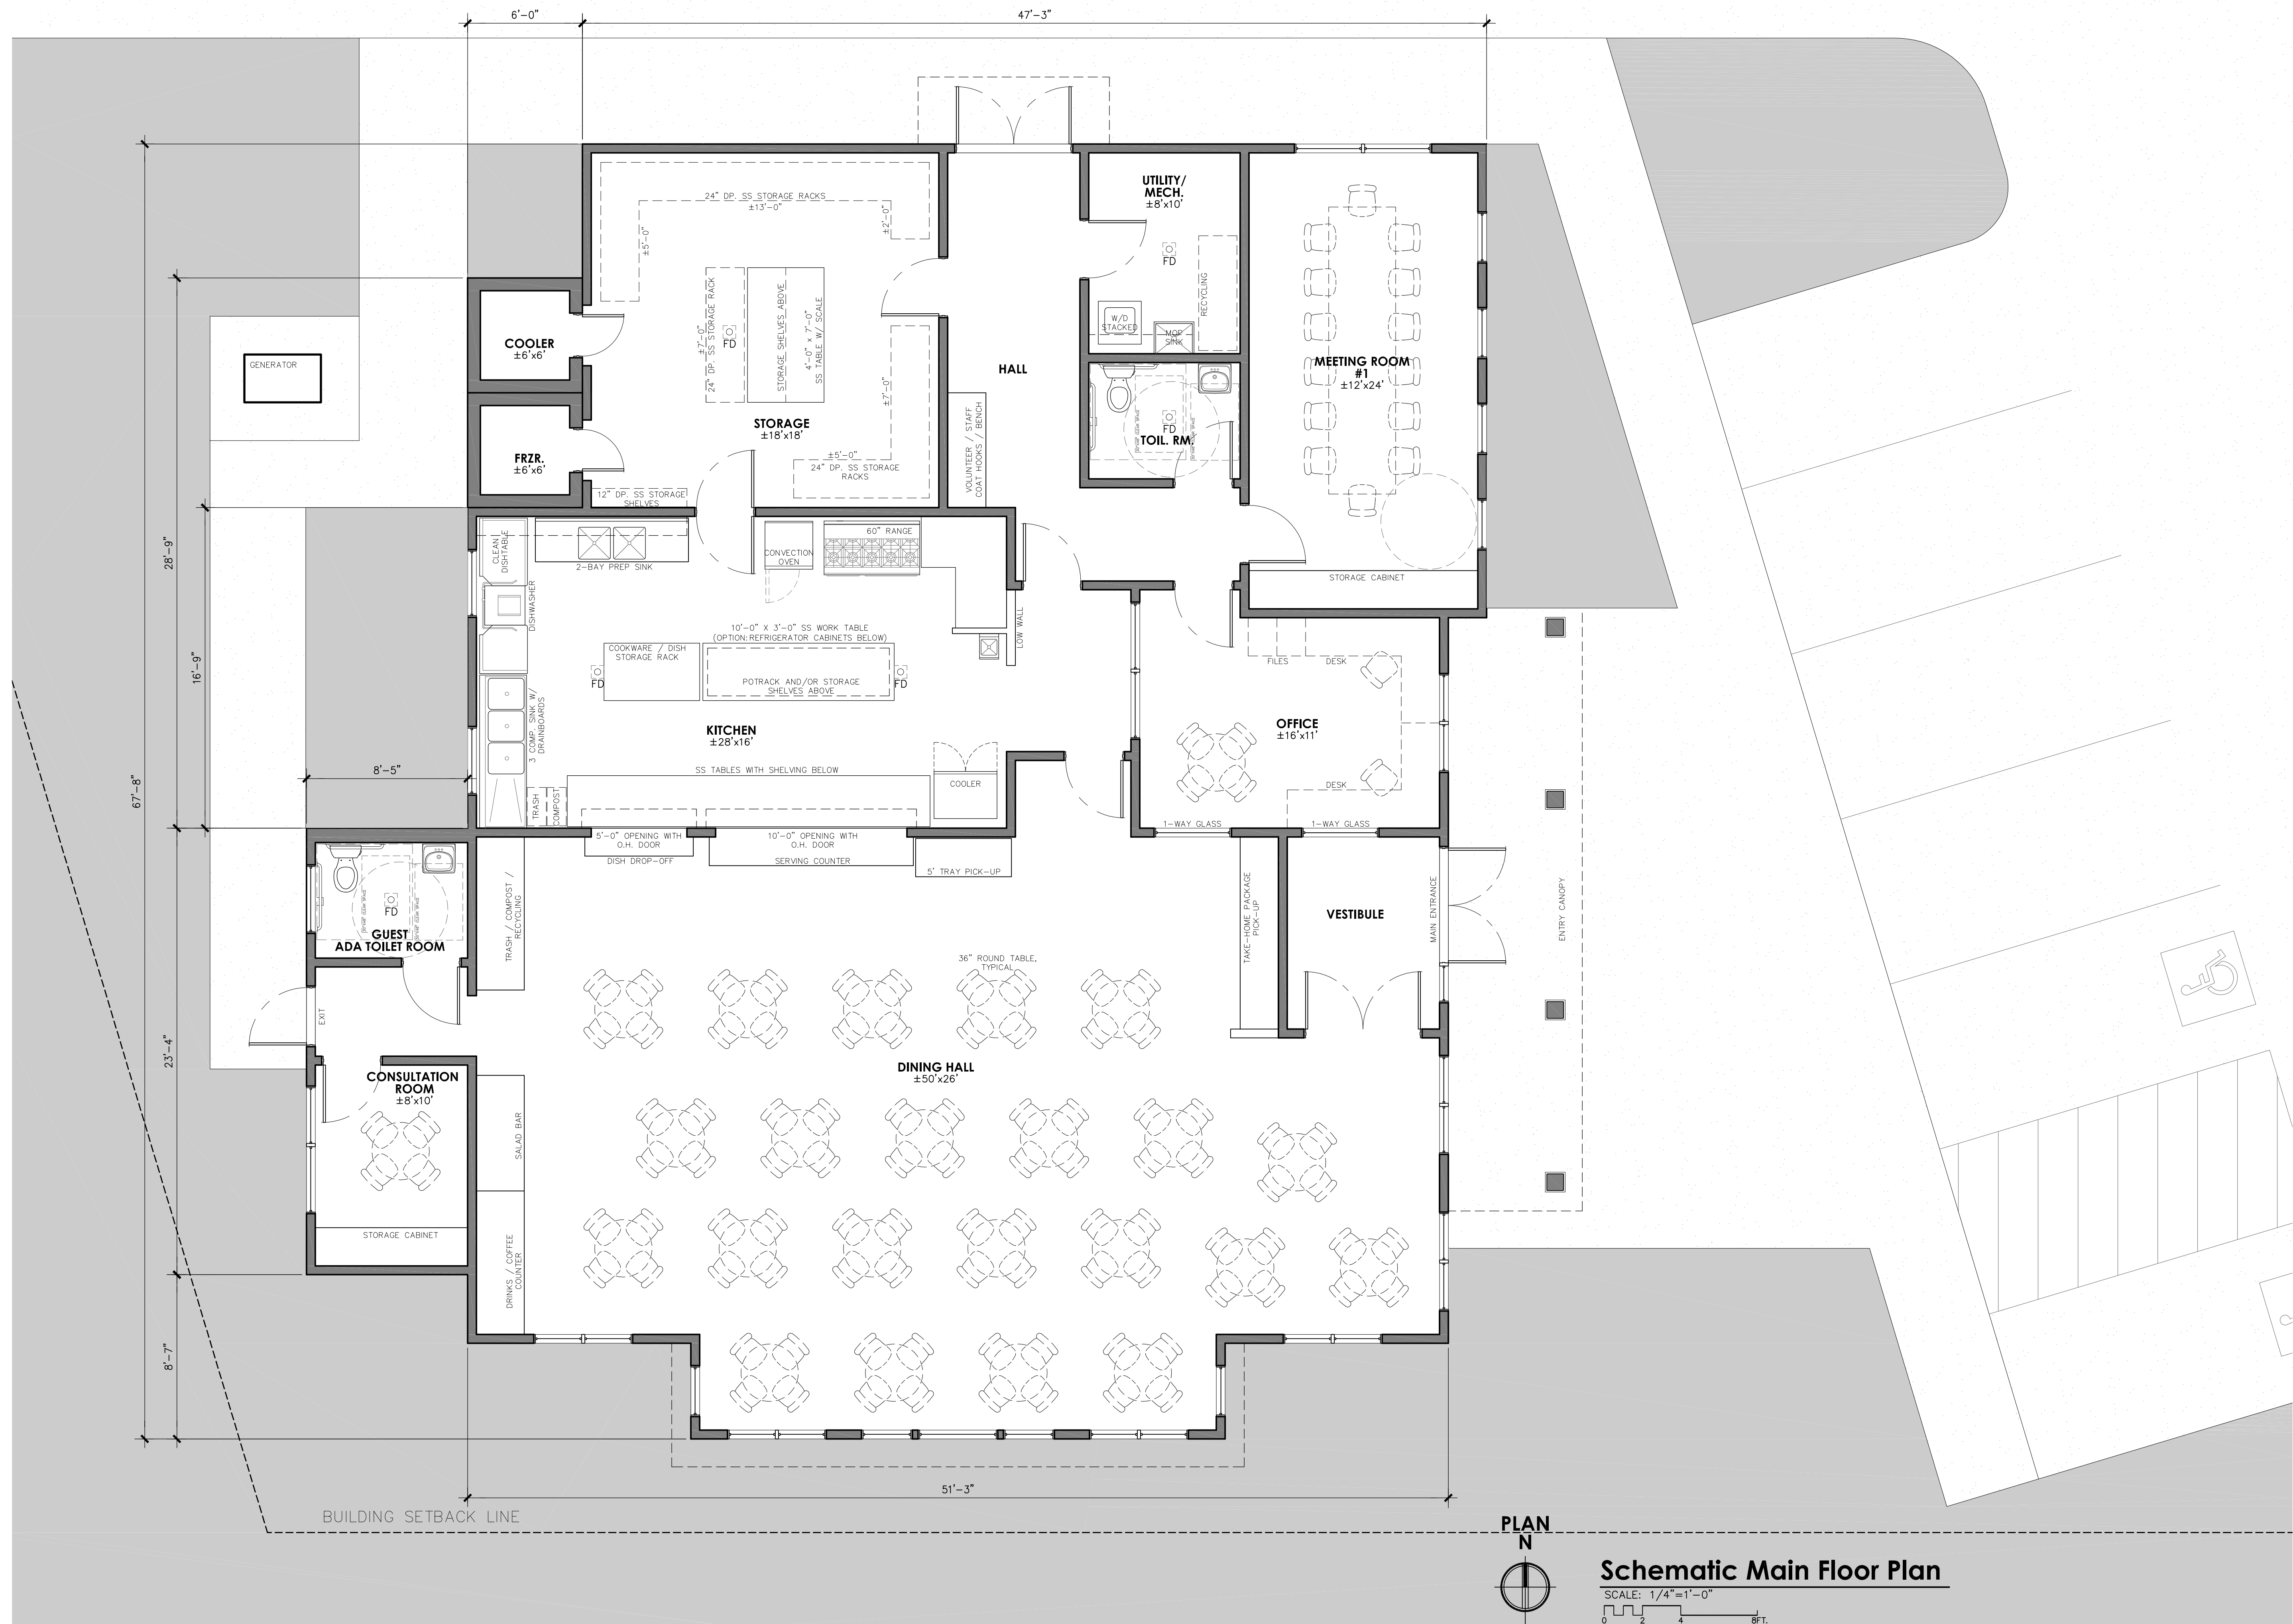 6'-0"
47'-3"
24" DP. SS STORAGE RACKS
±13'-0"
±5'-0"
±2'-0"
UTILITY/
MECH.
±8'x10'
FD
RECYCLING
W/D
STACKED
MOP
SINK
GENERATOR
COOLER
±6'x6'
±7'-0"
24" DP. SS STORAGE RACK
FD
STORAGE SHELVES ABOVE
4'-0" x 7'-0"
SS TABLE W/ SCALE
HALL
MEETING ROOM
#1
±12'x24'
±7'-0"
STORAGE
±18'x18'
FD
TOIL. RM.
FRZR.
±6'x6'
±5'-0"
24" DP. SS STORAGE
RACKS
VOLUNTEER / STAFF
COAT HOOKS / BENCH
12" DP. SS STORAGE
SHELVES
CLEAN
DISHTABLE
2-BAY PREP SINK
CONVECTION
OVEN
60" RANGE
STORAGE CABINET
28'-9"
DISHWASHER
10'-0" X 3'-0" SS WORK TABLE
(OPTION:REFRIGERATOR CABINETS BELOW)
LOW WALL
COOKWARE / DISH
STORAGE RACK
FD
POTRACK AND/OR STORAGE
SHELVES ABOVE
FD
FILES
DESK
16'-9"
3 COMP. SINK W/
DRAINBOARDS
KITCHEN
±28'x16'
OFFICE
±16'x11'
67'-8"
8'-5"
SS TABLES WITH SHELVING BELOW
COOLER
DESK
TRASH
COMPOST
1-WAY GLASS
1-WAY GLASS
5'-0" OPENING WITH
O.H. DOOR
10'-0" OPENING WITH
O.H. DOOR
DISH DROP-OFF
SERVING COUNTER
5' TRAY PICK-UP
FD
GUEST
ADA TOILET ROOM
TRASH / COMPOST /
RECYCLING
TAKE-HOME PACKAGE
PICK-UP
VESTIBULE
MAIN ENTRANCE
ENTRY CANOPY
36" ROUND TABLE,
TYPICAL
EXIT
23'-4"
CONSULTATION
ROOM
±8'x10'
DINING HALL
±50'x26'
SALAD BAR
STORAGE CABINET
DRINKS / COFFEE
COUNTER
8'-7"
51'-3"
BUILDING SETBACK LINE
PLAN
N
Schematic Main Floor Plan
SCALE: 1/4"=1'-0"
0 2 4 8FT.